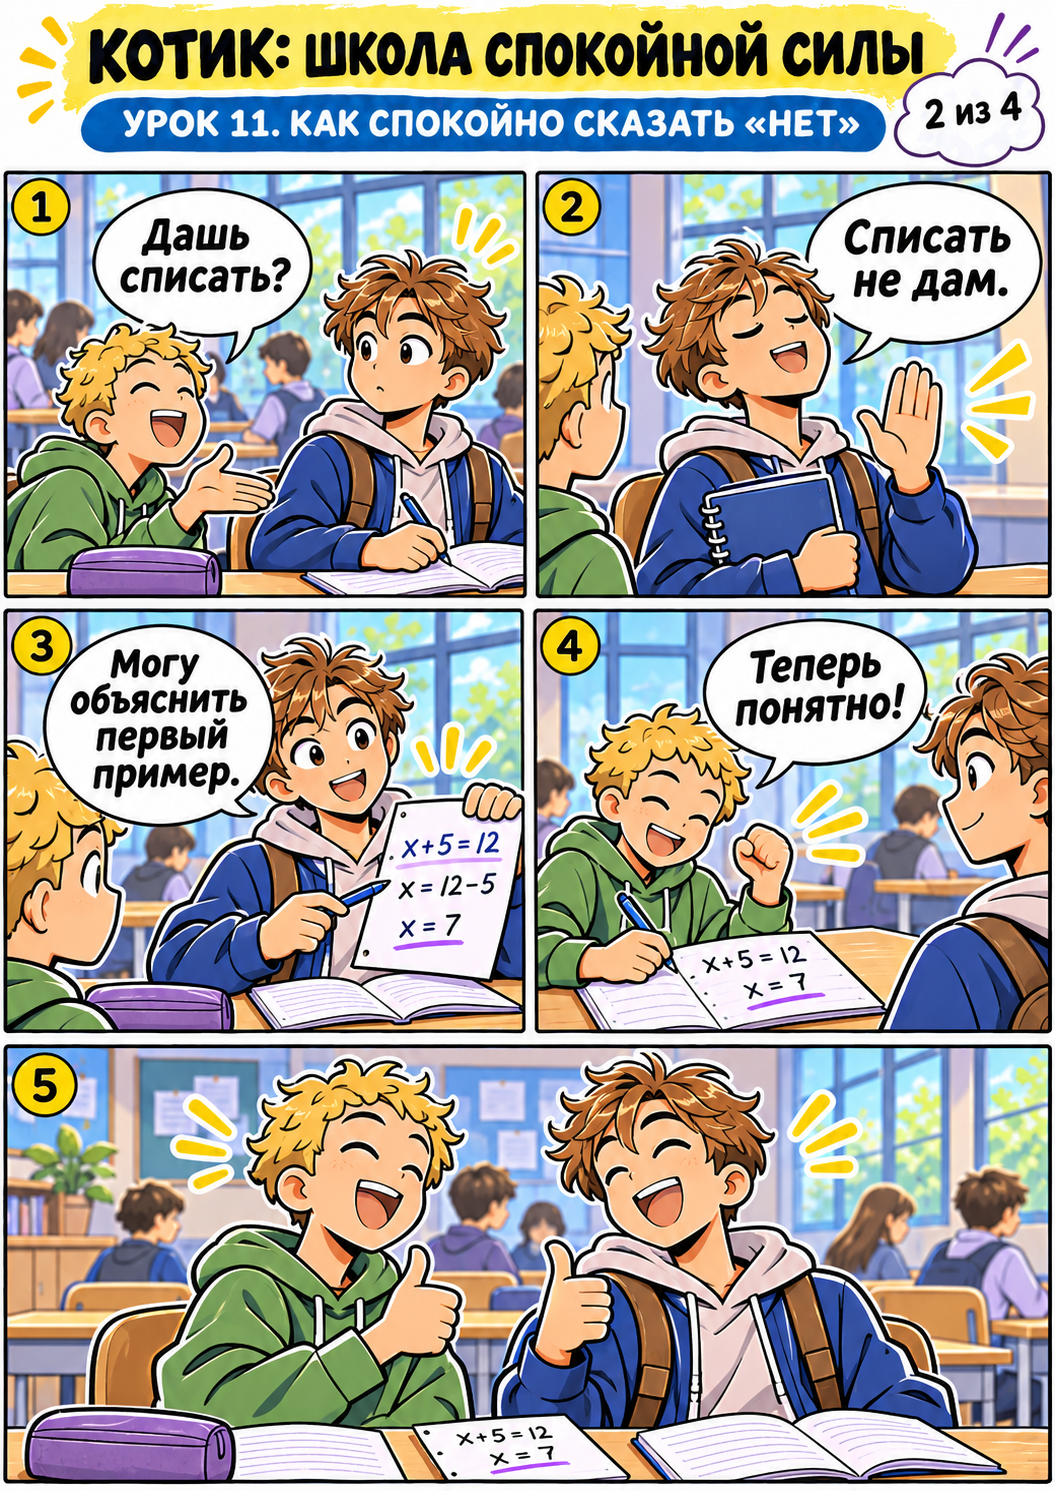 КОТИК: ШКОЛА СПОКОЙНОЙ СИЛЫ
УРОК 11. КАК СПОКОЙНО СКАЗАТЬ «НЕТ»
2 из 4
1
Дашь
списать?
2
Списать
не дам.
3
Могу
объяснить
первый
пример.
x+5=12
x=12-5
x=7
4
Теперь
понятно!
x+5=12
x=7
5
x+5=12
x=7